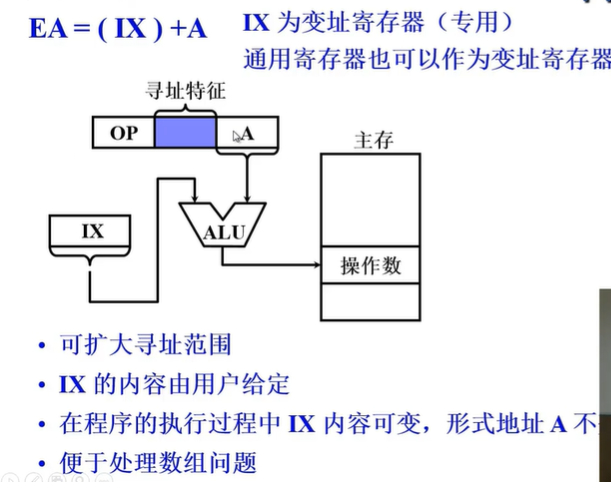 EA = ( IX ) +A
IX 为变址寄存器（专用）
通用寄存器也可以作为变址寄存器
寻址特征
OP
A
主存
IX
ALU
操作数
• 可扩大寻址范围
• IX 的内容由用户给定
• 在程序的执行过程中 IX 内容可变，形式地址 A 不
• 便于处理数组问题